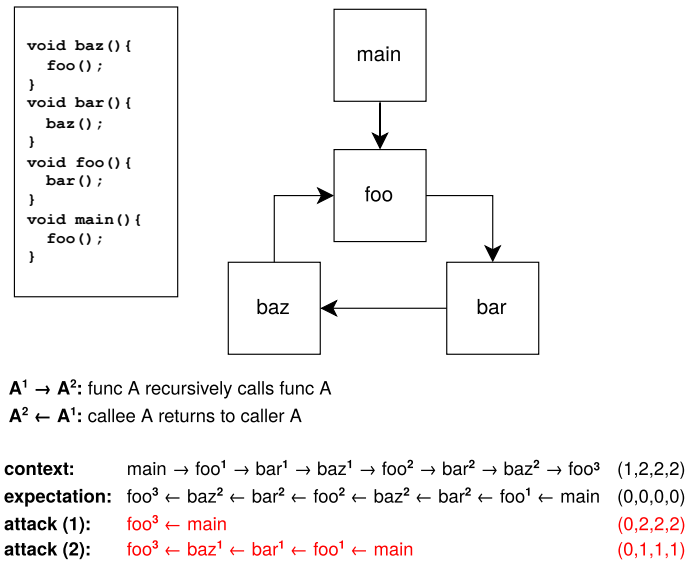 void baz(){
foo();
}
void bar(){
baz();
}
void foo(){
bar();
}
void main(){
foo();
}
main
foo
baz
bar
A¹ → A²: func A recursively calls func A
A² ← A¹: callee A returns to caller A
context: main → foo¹ → bar¹ → baz¹ → foo² → bar² → baz² → foo³ (1,2,2,2)
expectation: foo³ ← baz² ← bar² ← foo² ← baz² ← bar² ← foo¹ ← main (0,0,0,0)
attack (1): foo³ ← main (0,2,2,2)
attack (2): foo³ ← baz¹ ← bar¹ ← foo¹ ← main (0,1,1,1)